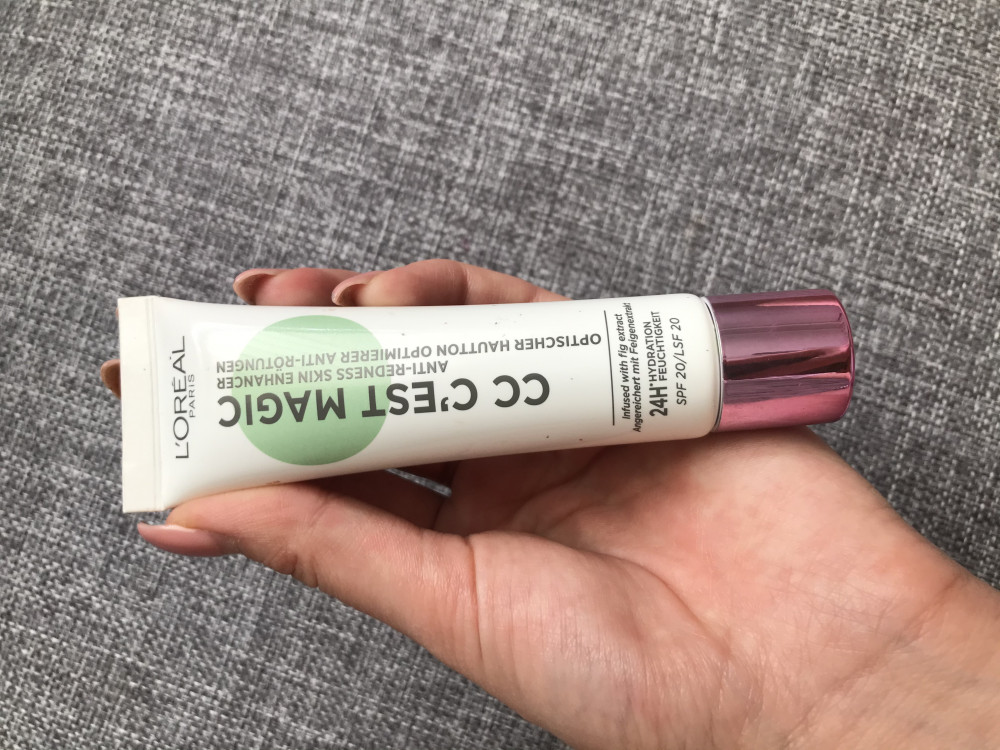 L'ORÉAL
PARIS
CC C'EST MAGIC
ANTI-REDNESS SKIN ENHANCER
OPTISCHER HAUTTON OPTIMIERER ANTI-RÖTUNGEN
Infused with fig extract
Angereichert mit Feigenextrakt
24H* HYDRATION
FEUCHTIGKEIT
SPF 20/LSF 20